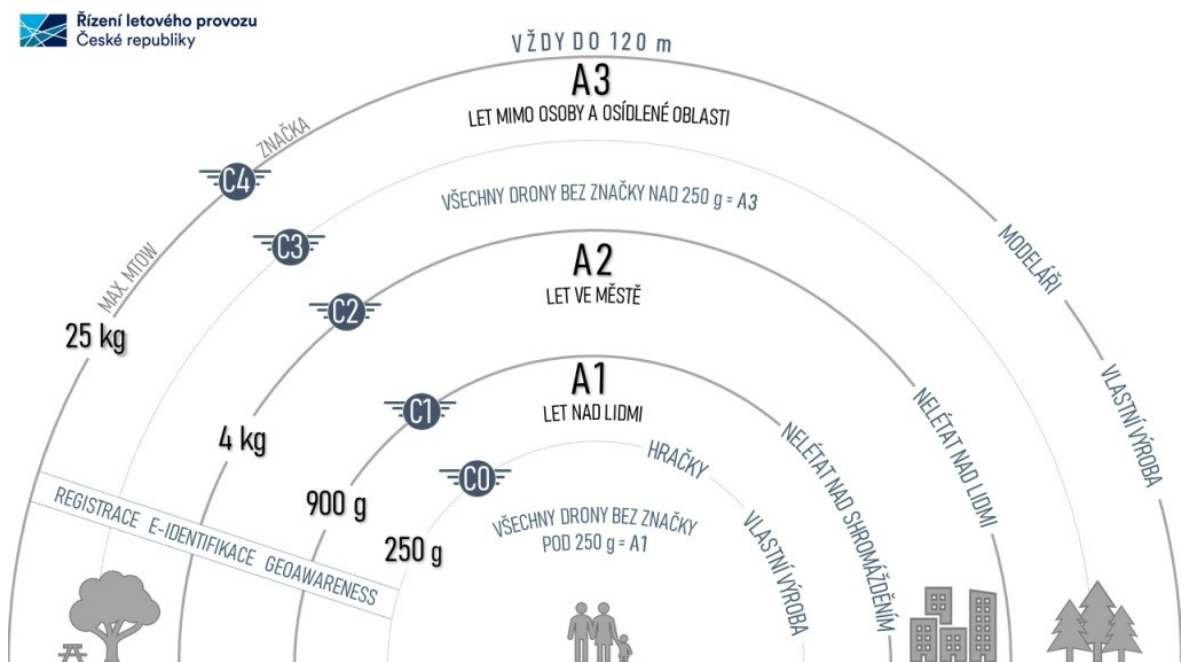 Řízení letového provozu
České republiky
VŽDY DO 120 m
A3
LET MIMO OSOBY A OSÍDLENÉ OBLASTI
ZNAČKA
C4
VŠECHNY DRONY BEZ ZNAČKY NAD 250 g = A3
C3
MODELÁŘI
MAX. MTOW
A2
LET VE MĚSTĚ
C2
25 kg
A1
LET NAD LIDMI
C1
VLASTNÍ VÝROBA
4 kg
NELÉTAT NAD LIDMI
NELÉTAT NAD SHROMÁŽDĚNÍM
HRAČKY
C0
900 g
VŠECHNY DRONY BEZ ZNAČKY
POD 250 g = A1
250 g
VLASTNÍ VÝROBA
REGISTRACE E-IDENTIFIKACE GEOAWARENESS